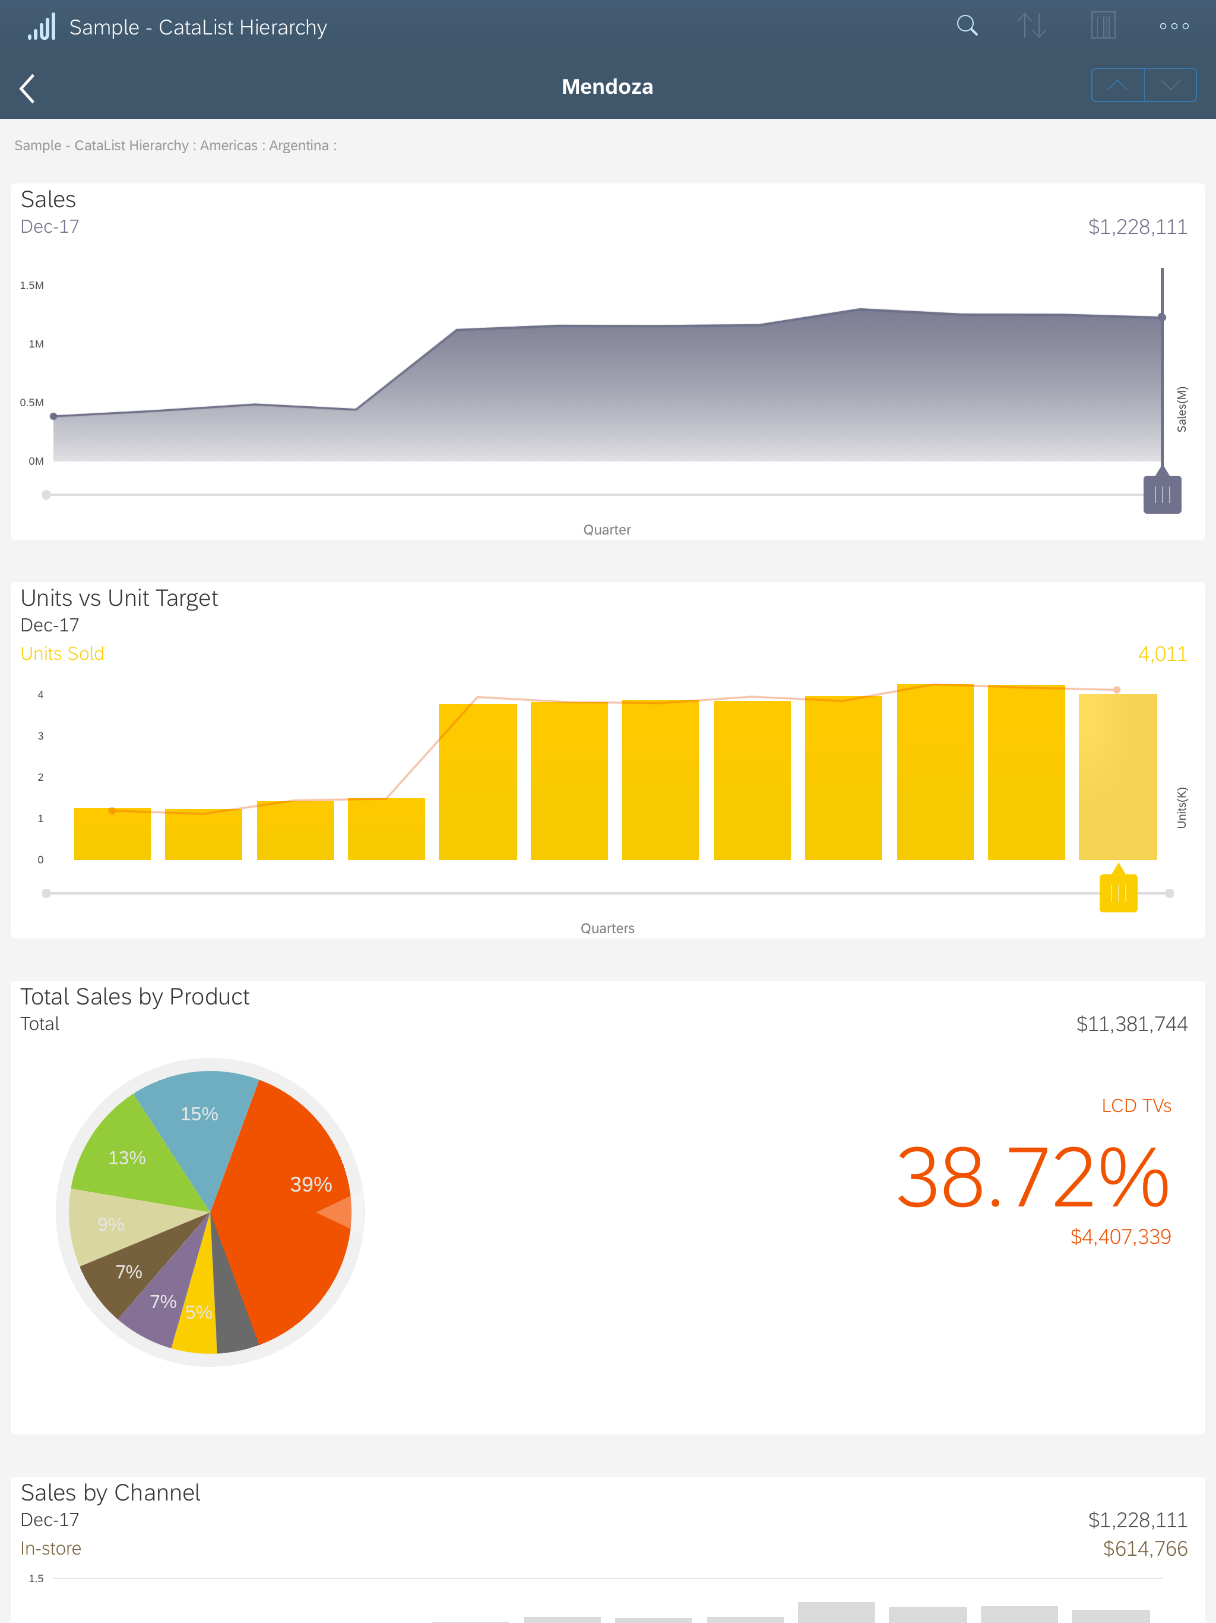 Sample - CataList Hierarchy
Mendoza
Sample - CataList Hierarchy : Americas : Argentina :
Sales
Dec-17
$1,228,111
1.5M
1M
0.5M
0M
Sales(M)
Quarter
Units vs Unit Target
Dec-17
Units Sold
4,011
4
3
2
1
0
Units(K)
Quarters
Total Sales by Product
Total
$11,381,744
15%
13%
39%
9%
7%
7%
5%
LCD TVs
38.72%
$4,407,339
Sales by Channel
Dec-17
$1,228,111
In-store
$614,766
1.5